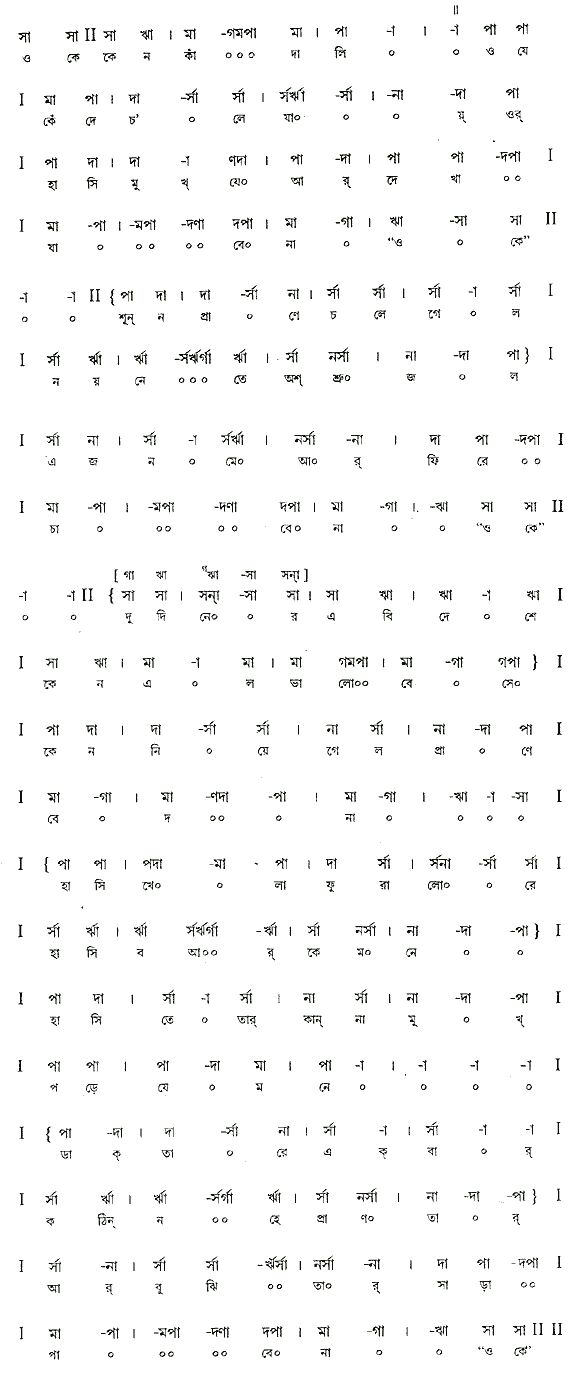 ॥
সা সা II সা ঋা । মা -গমপা মা । পা -া । -া পা পা
ও কে কে ন কাঁ ০০০ দা লি ০ ০ ও যে
I মা পা । দা -র্সা র্সা । র্সর্ঋা -র্সা । -না -দা পা
কেঁ দে চ' ০ লে যা০ ০ ০ য় ওর্
I পা দা । দা -া ণদা । পা -দা । পা পা -দপা I
হা সি মু খ্ যে০ আ র্ দে খা ০০
I মা -পা । -মপা -দণা দপা । মা -গা । ঋা -সা সা II
যা ০ ০০ ০০ বে০ না ০ “ও ০ কে”
-া -া II { পা দা । দা -র্সা না । র্সা র্সা । র্সা -া র্সা I
০ ০ শূন্ ন প্রা ০ ণে চ লে গে ০ ল
I র্সা র্ঋা । র্ঋা -র্সর্ঋর্গা র্ঋা । র্সা নর্সা । না -দা পা } I
ন য় নে ০০০ তে অশ্ শ্রু০ জ ০ ল
I র্সা না । র্সা -া র্সর্ঋা । নর্সা -না । দা পা -দপা I
এ জ ন ০ মে০ আ০ র্ ফি রে ০০
I মা -পা । -মপা -দণা দপা । মা -গা । -ঋা সা সা II
চা ০ ০০ ০০ বে০ না ০ ০ “ও কে”
[ গা ঋা ᵐঋা -সা সন্া ]
-া -া II { সা সা । সন্া -সা সা । সা ঋা । ঋা -া ঋা I
০ ০ দু দি নে০ ০ র এ বি দে ০ শে
I সা ঋা । মা -া মা । মা গমপা । মা -গা গপা } I
কে ন এ ০ ল ভা লো০০ বে ০ সে০
I পা দা । দা -র্সা র্সা । না র্সা । না -দা পা I
কে ন নি ০ য়ে গে ল প্রা ০ ণে
I মা -গা । মা -ণদা -পা । মা -গা । -ঋা -া -সা I
বে ০ দ ০০ ০ না ০ ০ ০ ০
I { পা পা । পদা -মা - পা । দা র্সা । র্সনা -র্সা র্সা I
হা সি খে০ ০ লা ফু রা লো০ ০ রে
I র্সা র্ঋা । র্ঋা র্সর্ঋর্গা -র্ঋা । র্সা নর্সা । না -দা -পা } I
হা সি ব আ০০ র্ কে ম০ নে ০ ০
I পা দা । র্সা -া র্সা । না র্সা । না -দা -পা I
হা সি তে ০ তার্ কান্ না মু ০ খ্
I পা পা । পা -দা মা । পা -া । -া -া -া I
প ড়ে যে ০ ম নে ০ ০ ০ ০
I { পা -দা । দা -র্সা না । র্সা -া । র্সা -া -া I
ডা ক্ তা ০ রে এ ক্ বা ০ র্
I র্সা র্ঋা । র্ঋা -র্সর্গা র্ঋা । র্সা নর্সা । না -দা -পা } I
ক ঠিন্ ন ০০ হে প্রা ণ০ তা ০ র্
I র্সা -না । র্সা র্সা -র্ঋর্সা । নর্সা -না । দা পা -দপা I
আ র্ বু ঝি ০০ তা০ র্ সা ড়া ০০
I মা -পা । -মপা -দণা দপা । মা -গা । -ঋা সা সা II II
পা ০ ০০ ০০ বে০ না ০ ০ “ও কে”